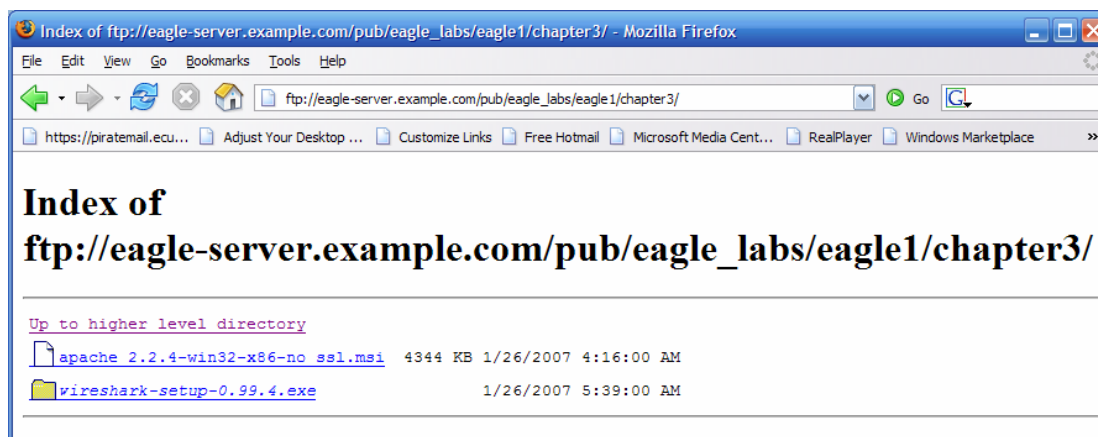 Index of ftp://eagle-server.example.com/pub/eagle_labs/eagle1/chapter3/ - Mozilla Firefox
File Edit View Go Bookmarks Tools Help
ftp://eagle-server.example.com/pub/eagle_labs/eagle1/chapter3/ Go G
https://piratemail.ecu... Adjust Your Desktop ... Customize Links Free Hotmail Microsoft Media Cent... RealPlayer Windows Marketplace »
Index of
ftp://eagle-server.example.com/pub/eagle_labs/eagle1/chapter3/
Up to higher level directory
apache_2.2.4-win32-x86-no_ssl.msi 4344 KB 1/26/2007 4:16:00 AM
wireshark-setup-0.99.4.exe 1/26/2007 5:39:00 AM